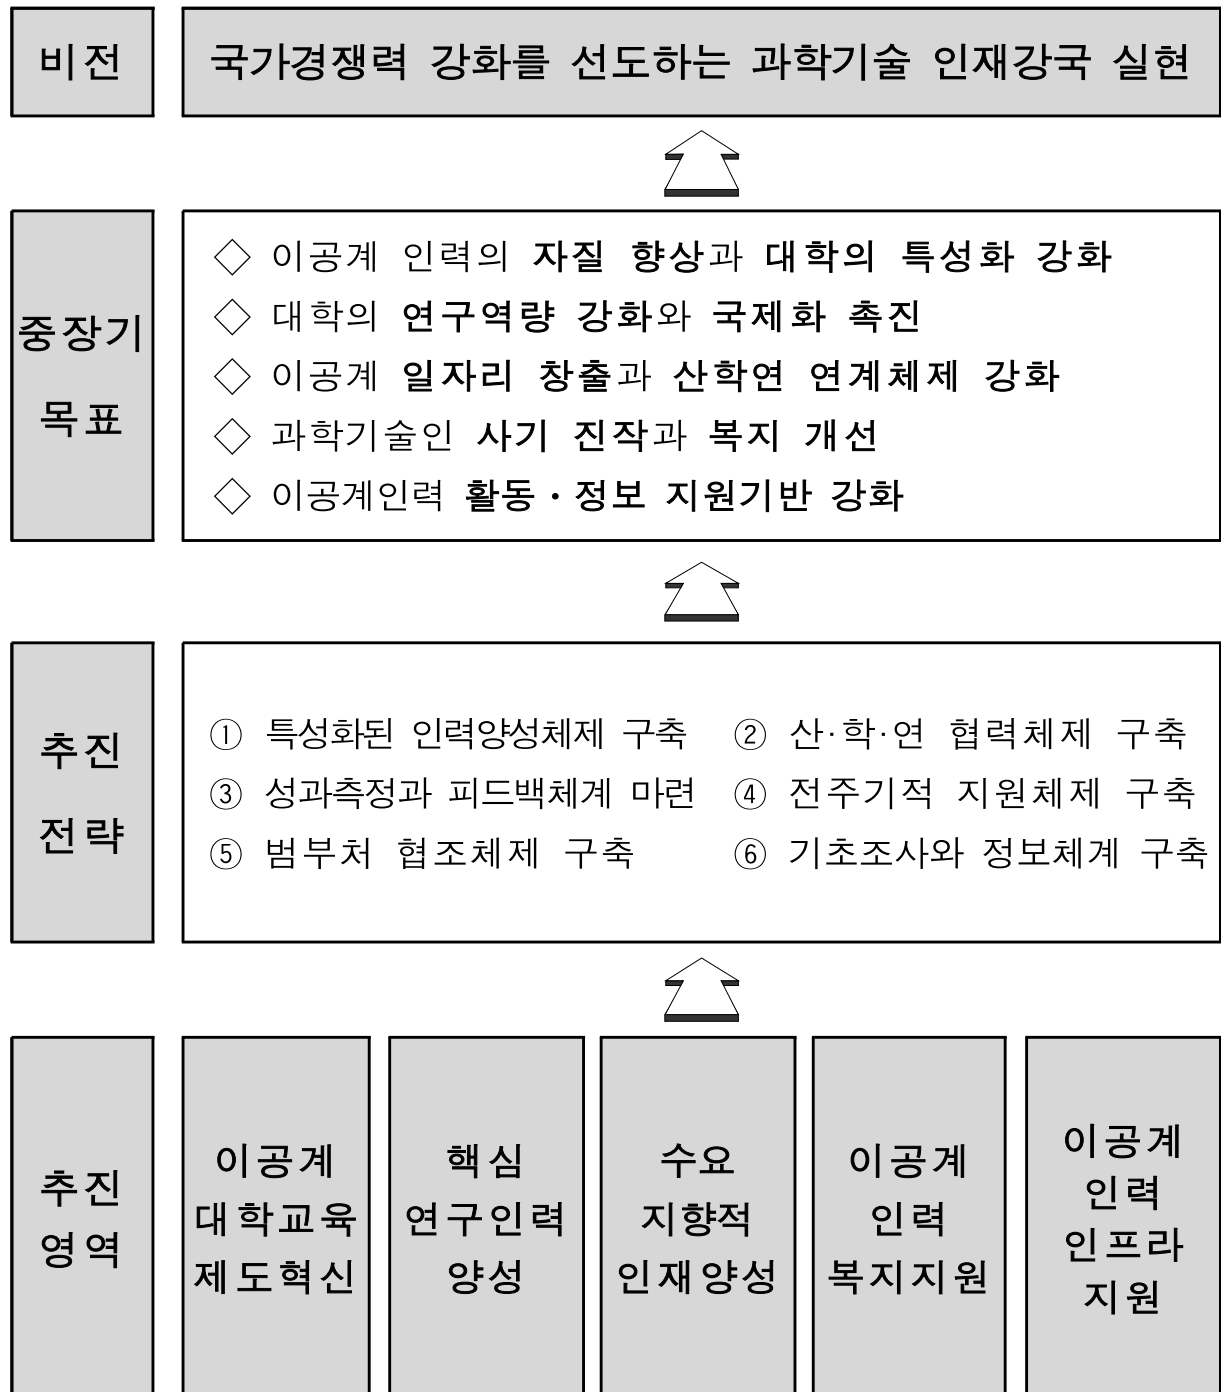 비전
국가경쟁력 강화를 선도하는 과학기술 인재강국 실현
중장기
목표
◇ 이공계 인력의 자질 향상과 대학의 특성화 강화
◇ 대학의 연구역량 강화와 국제화 촉진
◇ 이공계 일자리 창출과 산학연 연계체제 강화
◇ 과학기술인 사기 진작과 복지 개선
◇ 이공계인력 활동·정보 지원기반 강화
추진
전략
① 특성화된 인력양성체제 구축 ② 산·학·연 협력체제 구축
③ 성과측정과 피드백체계 마련 ④ 전주기적 지원체제 구축
⑤ 범부처 협조체제 구축 ⑥ 기초조사와 정보체계 구축
추진
영역
이공계
대학교육
제도혁신
핵심
연구인력
양성
수요
지향적
인재양성
이공계
인력
복지지원
이공계
인력
인프라
지원